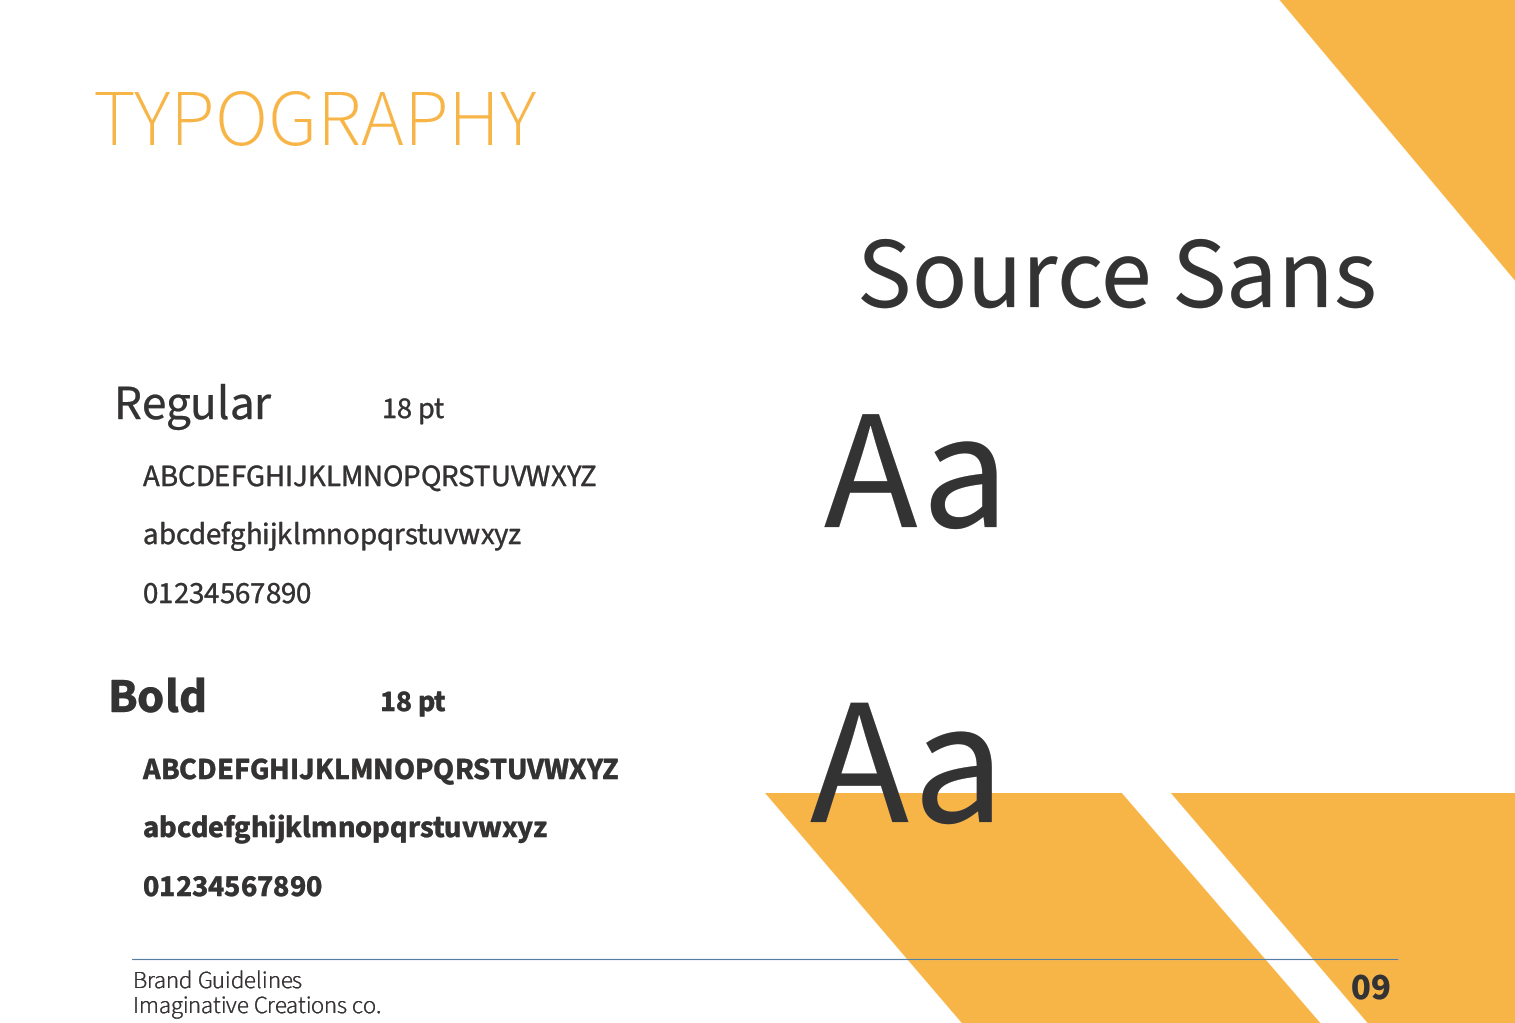 TYPOGRAPHY
Source Sans
Regular 18 pt
Aa
ABCDEFGHIJKLMNOPQRSTUVWXYZ
abcdefghijklmnopqrstuvwxyz
01234567890
Bold 18 pt
Aa
ABCDEFGHIJKLMNOPQRSTUVWXYZ
abcdefghijklmnopqrstuvwxyz
01234567890
Brand Guidelines
Imaginative Creations co.
09